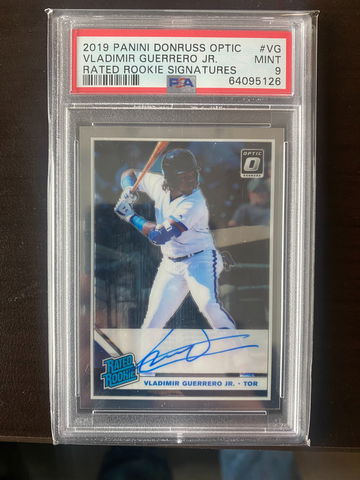 2019 PANINI DONRUSS OPTIC #VG
VLADIMIR GUERRERO JR. MINT
RATED ROOKIE SIGNATURES 9
PSA 64095126
OPTIC
O
DONRUSS
RATED
ROOKIE
VLADIMIR GUERRERO JR. • TOR